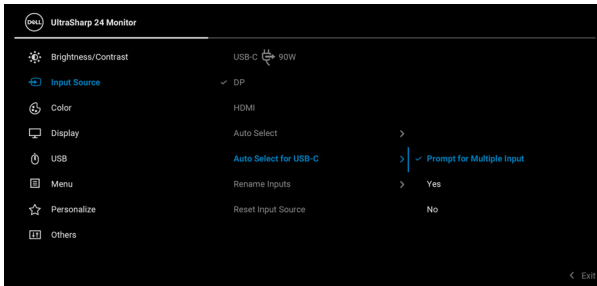 DELL UltraSharp 24 Monitor
Brightness/Contrast USB-C 90W
Input Source DP
Color HDMI
Display Auto Select
USB Auto Select for USB-C Prompt for Multiple Input
Menu Rename Inputs Yes
Personalize Reset Input Source No
Others
Exit